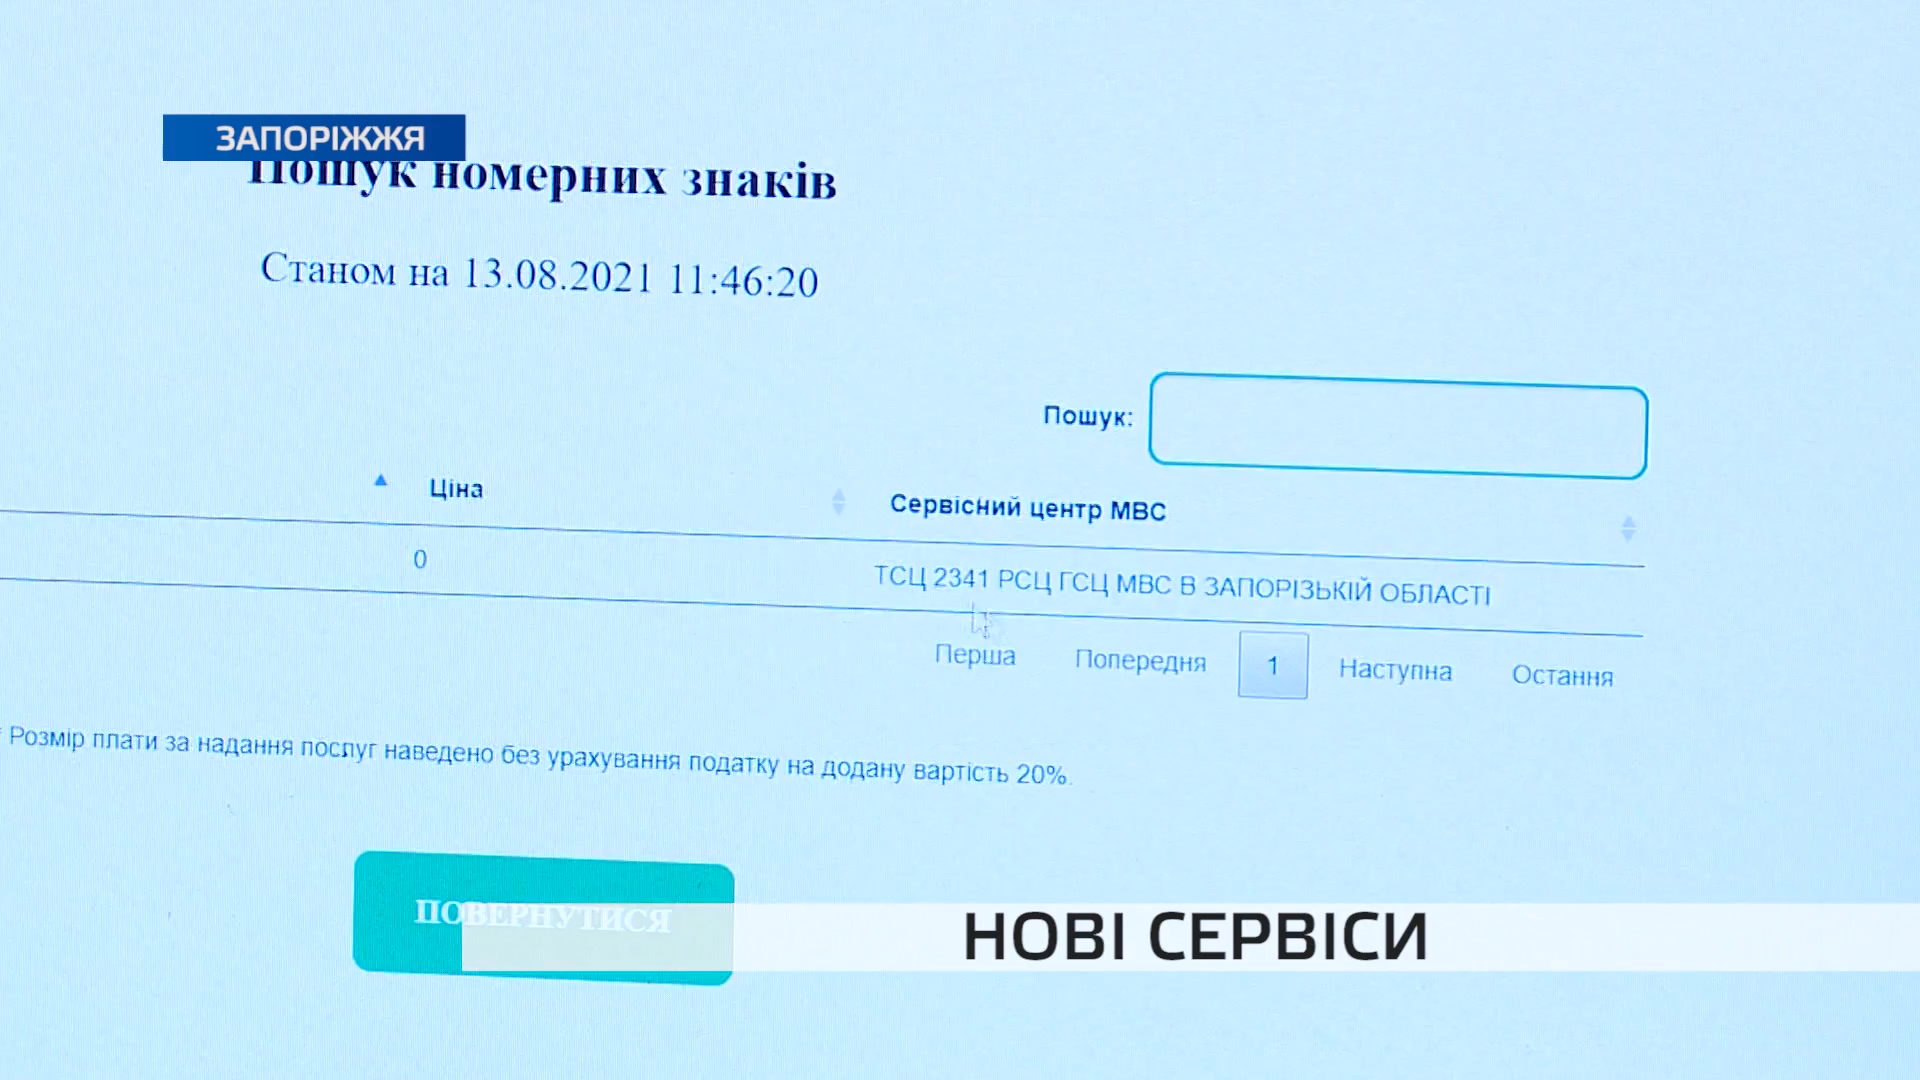 ЗАПОРІЖЖЯ
Пошук номерних знаків
Станом на 13.08.2021 11:46:20
Пошук:
Ціна
Сервісний центр МВС
0
ТСЦ 2341 РСЦ ГСЦ МВС В ЗАПОРІЗЬКІЙ ОБЛАСТІ
Перша Попередня 1 Наступна Остання
* Розмір плати за надання послуг наведено без урахування податку на додану вартість 20%.
ПОВЕРНУТИСЯ
НОВІ СЕРВІСИ